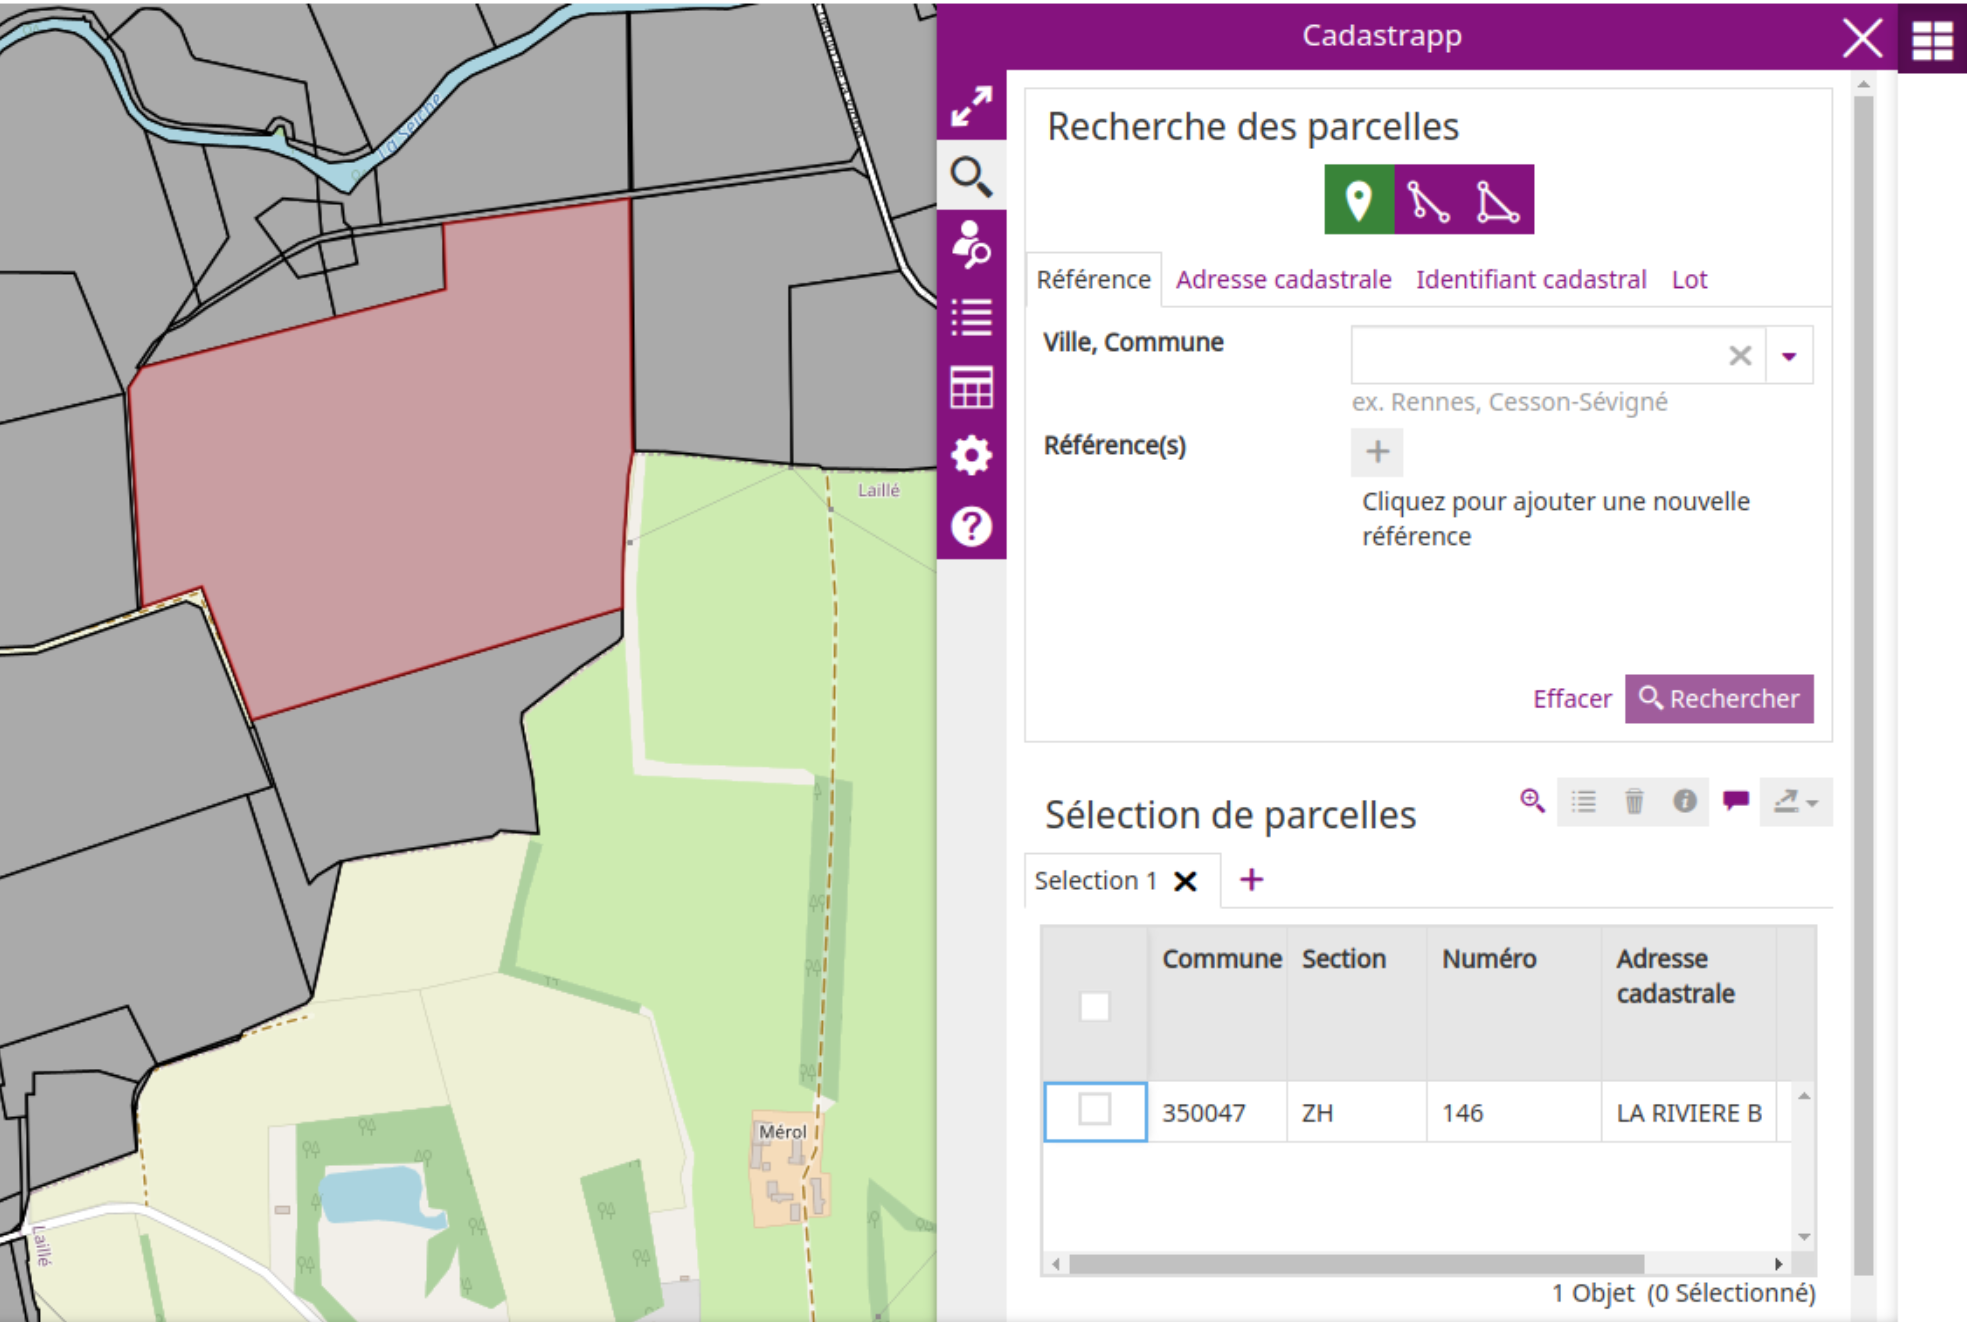 Cadastrapp
Recherche des parcelles
Référence
Adresse cadastrale
Identifiant cadastral
Lot
Ville, Commune
ex. Rennes, Cesson-Sévigné
Référence(s)
Cliquez pour ajouter une nouvelle
référence
Effacer
Rechercher
Sélection de parcelles
Selection 1
Commune
Section
Numéro
Adresse
cadastrale
350047
ZH
146
LA RIVIERE B
1 Objet (0 Sélectionné)
La Seiche
Laillé
Mérol
Laillé